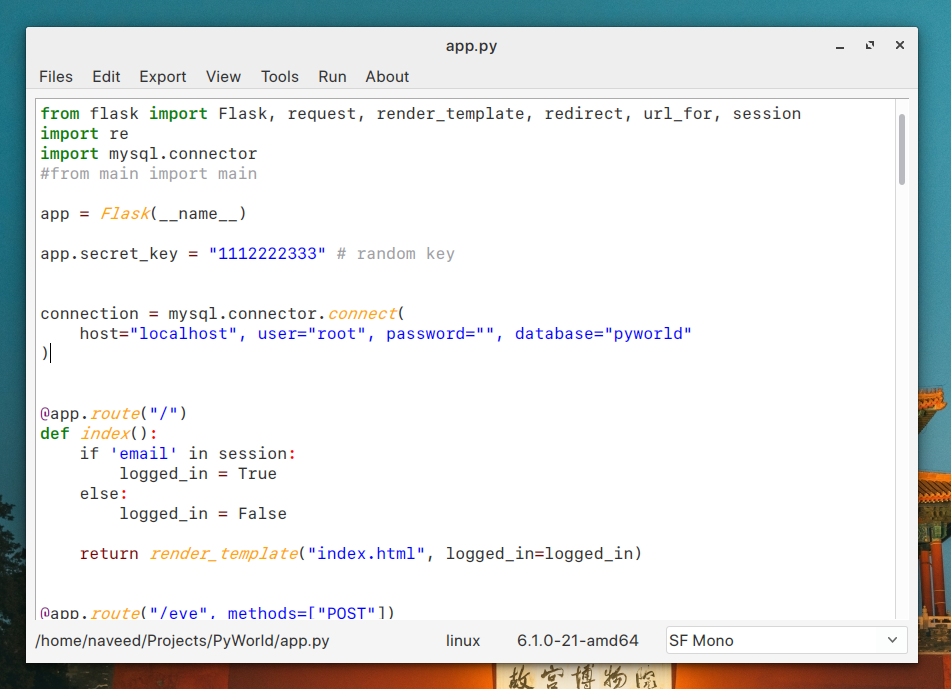 app.py
Files Edit Export View Tools Run About
from flask import Flask, request, render_template, redirect, url_for, session
import re
import mysql.connector
#from main import main
app = Flask(__name__)
app.secret_key = "1112222333" # random key
connection = mysql.connector.connect(
    host="localhost", user="root", password="", database="pyworld"
)
@app.route("/")
def index():
    if 'email' in session:
        logged_in = True
    else:
        logged_in = False
    return render_template("index.html", logged_in=logged_in)
@app.route("/eve", methods=["POST"])
/home/naveed/Projects/PyWorld/app.py linux 6.1.0-21-amd64 SF Mono
故宫博物院